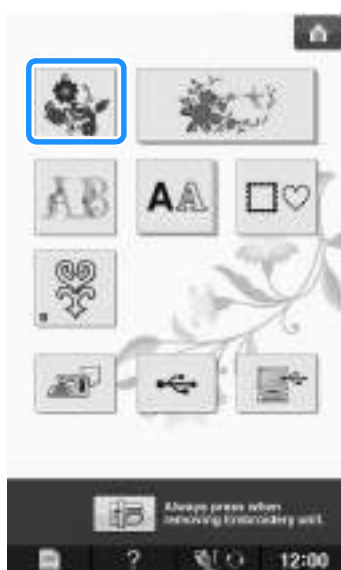 AB
AA
Always press when
removing Embroidery unit.
?
12:00